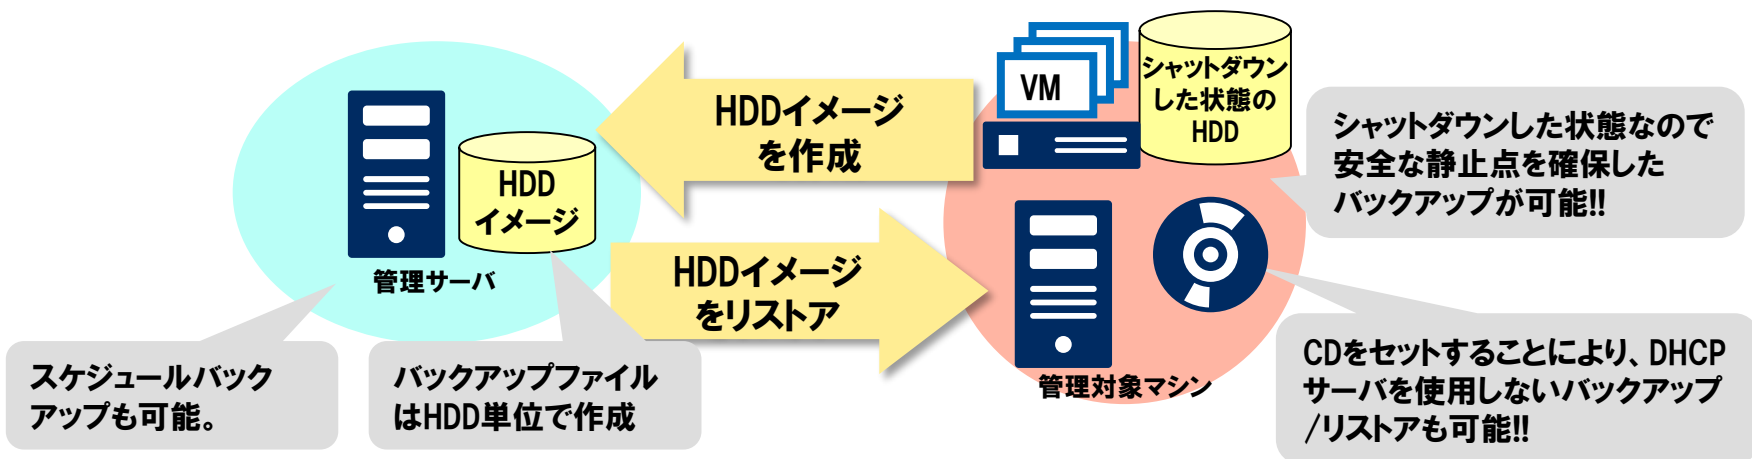 HDDイメージ
を作成
VM
シャットダウン
した状態の
HDD
シャットダウンした状態なので
安全な静止点を確保した
バックアップが可能!!
HDD
イメージ
管理サーバ
HDDイメージ
をリストア
管理対象マシン
スケジュールバック
アップも可能。
バックアップファイル
はHDD単位で作成
CDをセットすることにより、DHCP
サーバを使用しないバックアップ
/リストアも可能!!